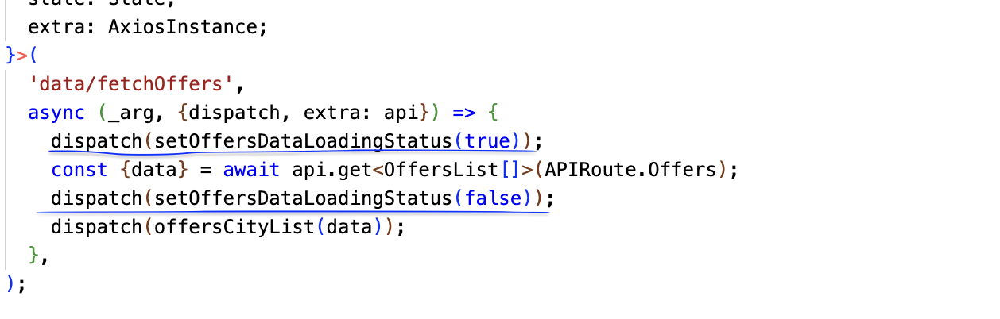 state: State;
extra: AxiosInstance;
}>(
'data/fetchOffers',
async (_arg, {dispatch, extra: api}) => {
dispatch(setOffersDataLoadingStatus(true));
const {data} = await api.get<OffersList[]>(APIRoute.Offers);
dispatch(setOffersDataLoadingStatus(false));
dispatch(offersCityList(data));
},
);